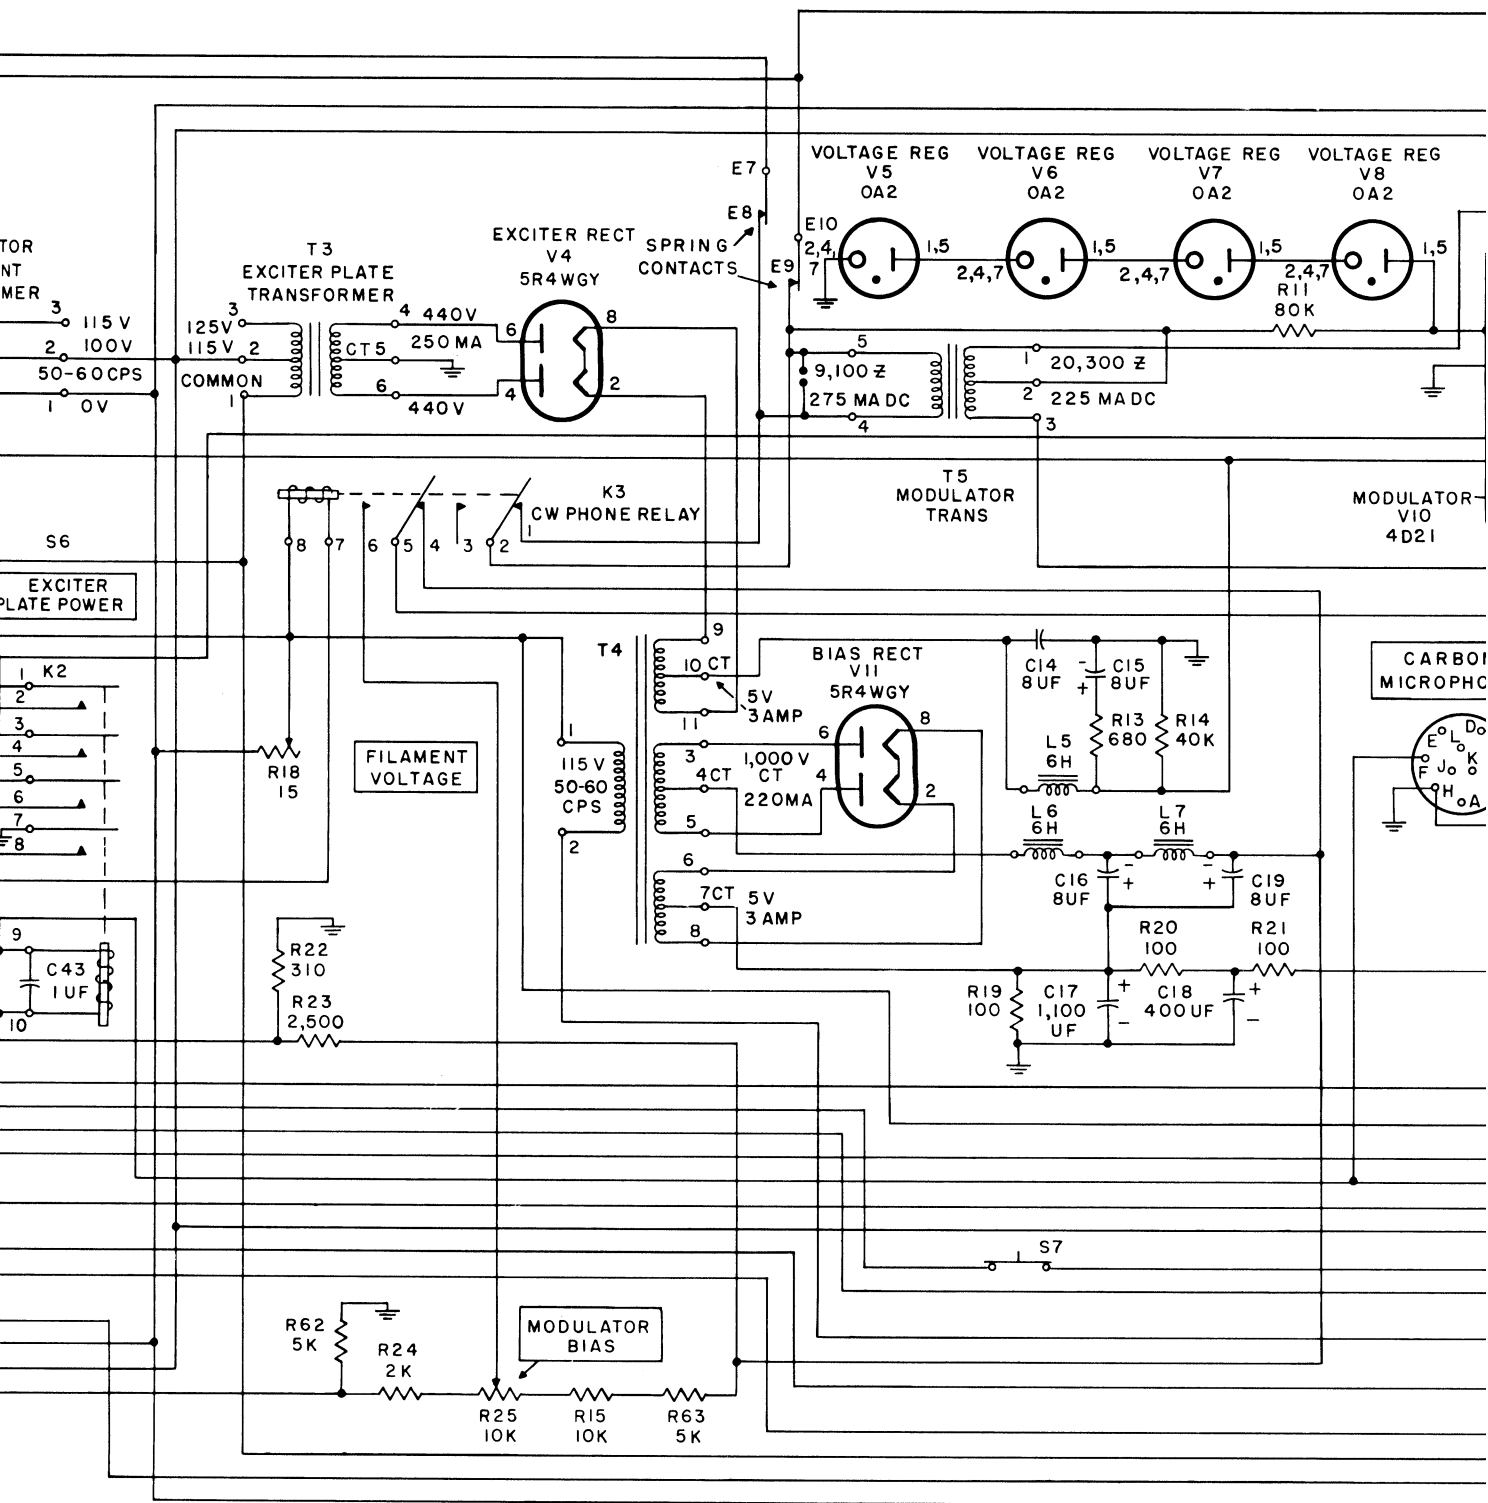 VOLTAGE REG
V5
OA2
VOLTAGE REG
V6
OA2
VOLTAGE REG
V7
OA2
VOLTAGE REG
V8
OA2
E7
E8
SPRING
CONTACTS
E9
E10
2,4,
7
1,5
2,4,7
1,5
2,4,7
1,5
2,4,7
1,5
R11
80K
TOR
NT
MER
3
115V
2
100V
50-60CPS
1
0V
T3
EXCITER PLATE
TRANSFORMER
3
125V
115V 2
COMMON
1
4
440V
250MA
CT5
6
440V
EXCITER RECT
V4
5R4WGY
6
8
4
2
5
9,100 Z
275 MA DC
4
1
20,300 Z
2
225 MA DC
3
T5
MODULATOR
TRANS
MODULATOR
V10
4D21
K3
CW PHONE RELAY
8
7
6
5
4
3
2
1
S6
EXCITER
PLATE POWER
1
K2
2
3
4
5
6
7
8
R18
15
FILAMENT
VOLTAGE
T4
1
115V
50-60
CPS
2
9
10 CT
11
5V
3AMP
3
1,000V
4CT
CT
220MA
5
6
7CT
5V
3 AMP
8
BIAS RECT
V11
5R4WGY
6
8
4
2
C14
8UF
-
C15
+
8UF
R13
680
R14
40K
L5
6H
L6
6H
L7
6H
-
C16
+
8UF
-
C19
+
8UF
R20
100
R21
100
R19
100
C17
1,100
UF
+
-
C18
400UF
+
-
CARBON
MICROPHO
D
E
L
F
J
K
H
A
9
C43
1UF
10
R22
310
R23
2,500
S7
R62
5K
R24
2K
MODULATOR
BIAS
R25
10K
R15
10K
R63
5K